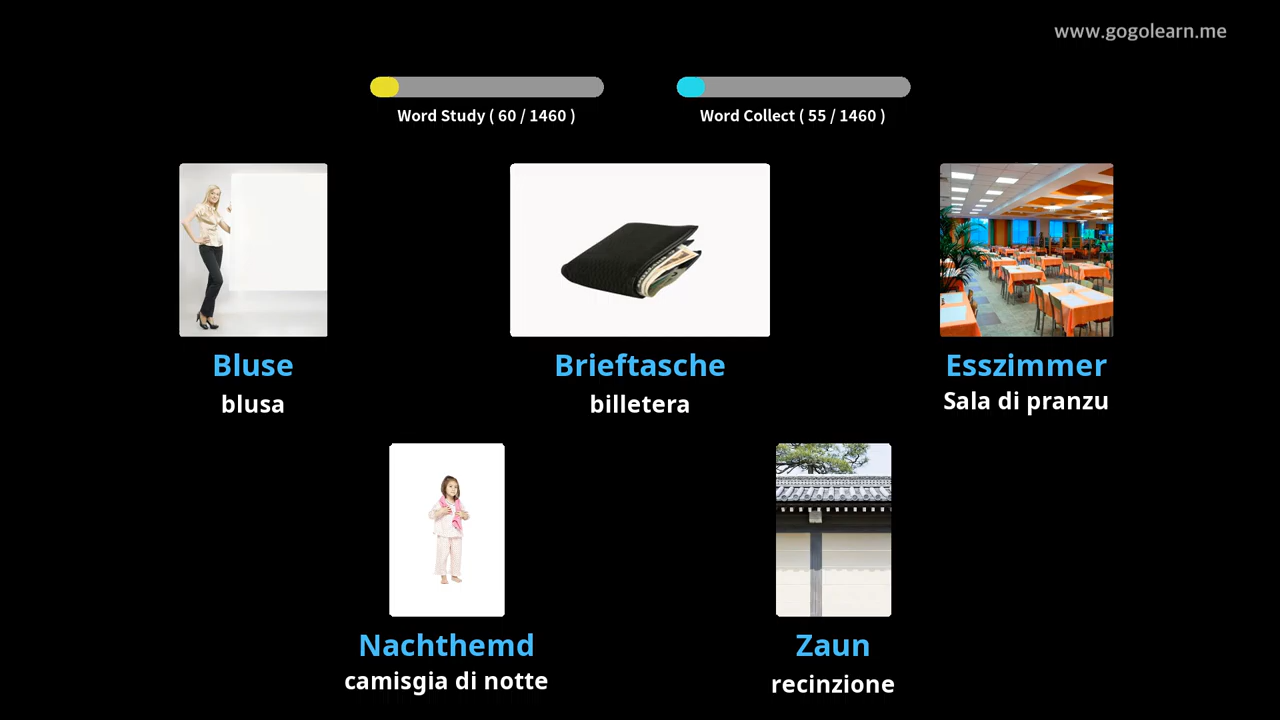 www.gogolearn.me
Word Study ( 60 / 1460 )
Word Collect ( 55 / 1460 )
Bluse
blusa
Brieftasche
billetera
Esszimmer
Sala di pranzu
Nachthemd
camisgia di notte
Zaun
recinzione